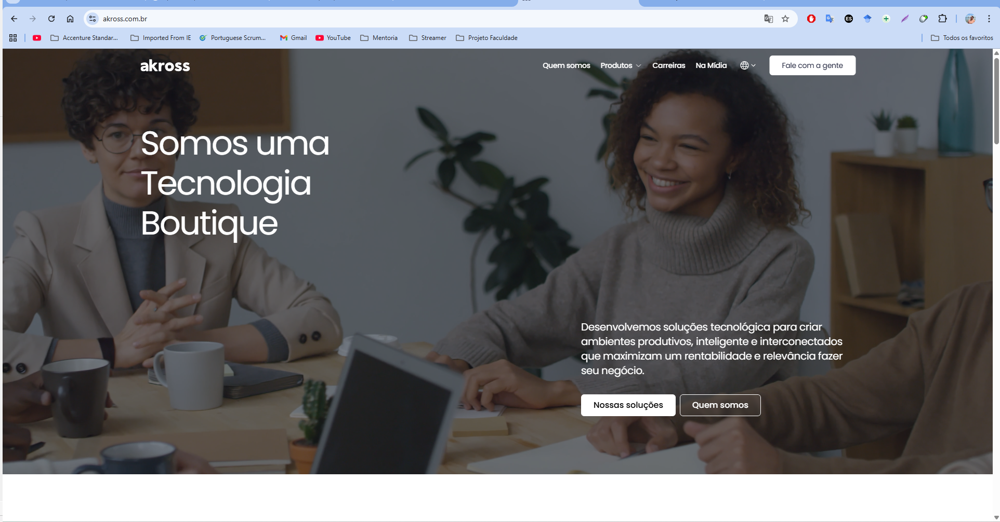 akross.com.br
Accenture Standar...
Imported From IE
Portuguese Scrum...
Gmail
YouTube
Mentoria
Streamer
Projeto Faculdade
Todos os favoritos
akross
Quem somos
Produtos
Carreiras
Na Mídia
Fale com a gente
Somos uma
Tecnologia
Boutique
Desenvolvemos soluções tecnológica para criar
ambientes produtivos, inteligente e interconectados
que maximizam um rentabilidade e relevância fazer
seu negócio.
Nossas soluções
Quem somos